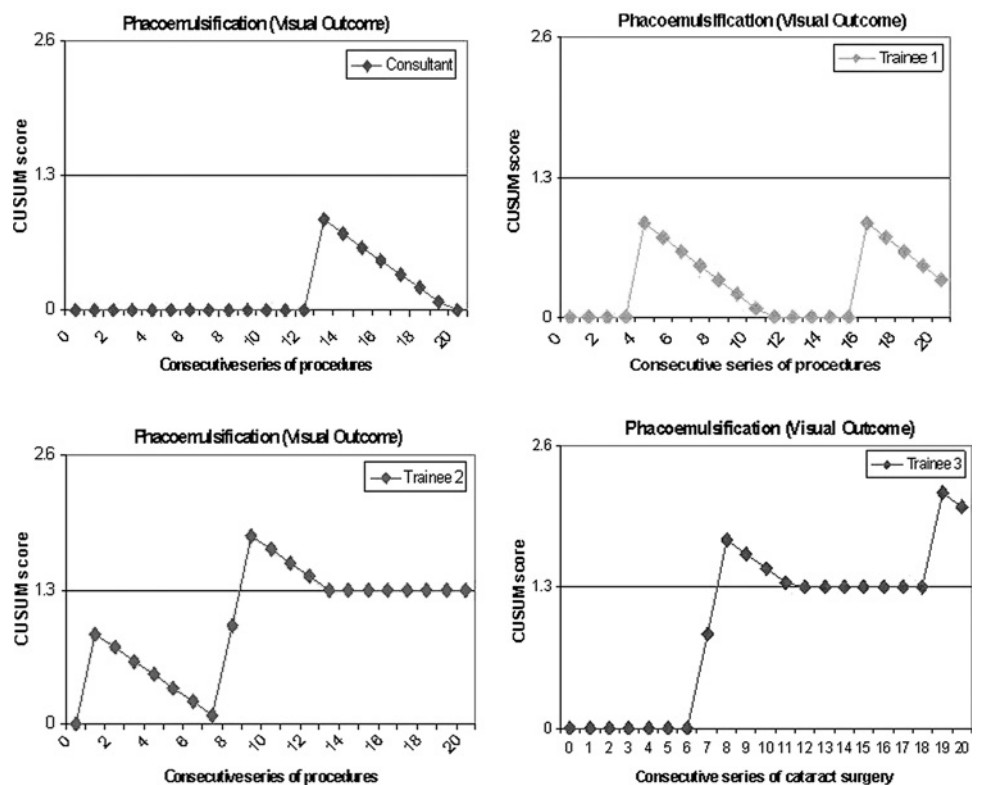 Phacoemulsification (Visual Outcome)
2.6
Consultant
1.3
0
CUSUM score
0 2 4 6 8 10 12 14 16 18 20
Consecutive series of procedures
Phacoemulsification (Visual Outcome)
2.6
Trainee 1
1.3
0
CUSUM score
0 2 4 6 8 10 12 14 16 18 20
Consecutive series of procedures
Phacoemulsification (Visual Outcome)
2.6
Trainee 2
1.3
0
CUSUM score
0 2 4 6 8 10 12 14 16 18 20
Consecutive series of procedures
Phacoemulsification (Visual Outcome)
2.6
Trainee 3
1.3
0
CUSUM score
0 1 2 3 4 5 6 7 8 9 10 11 12 13 14 15 16 17 18 19 20
Consecutive series of cataract surgery